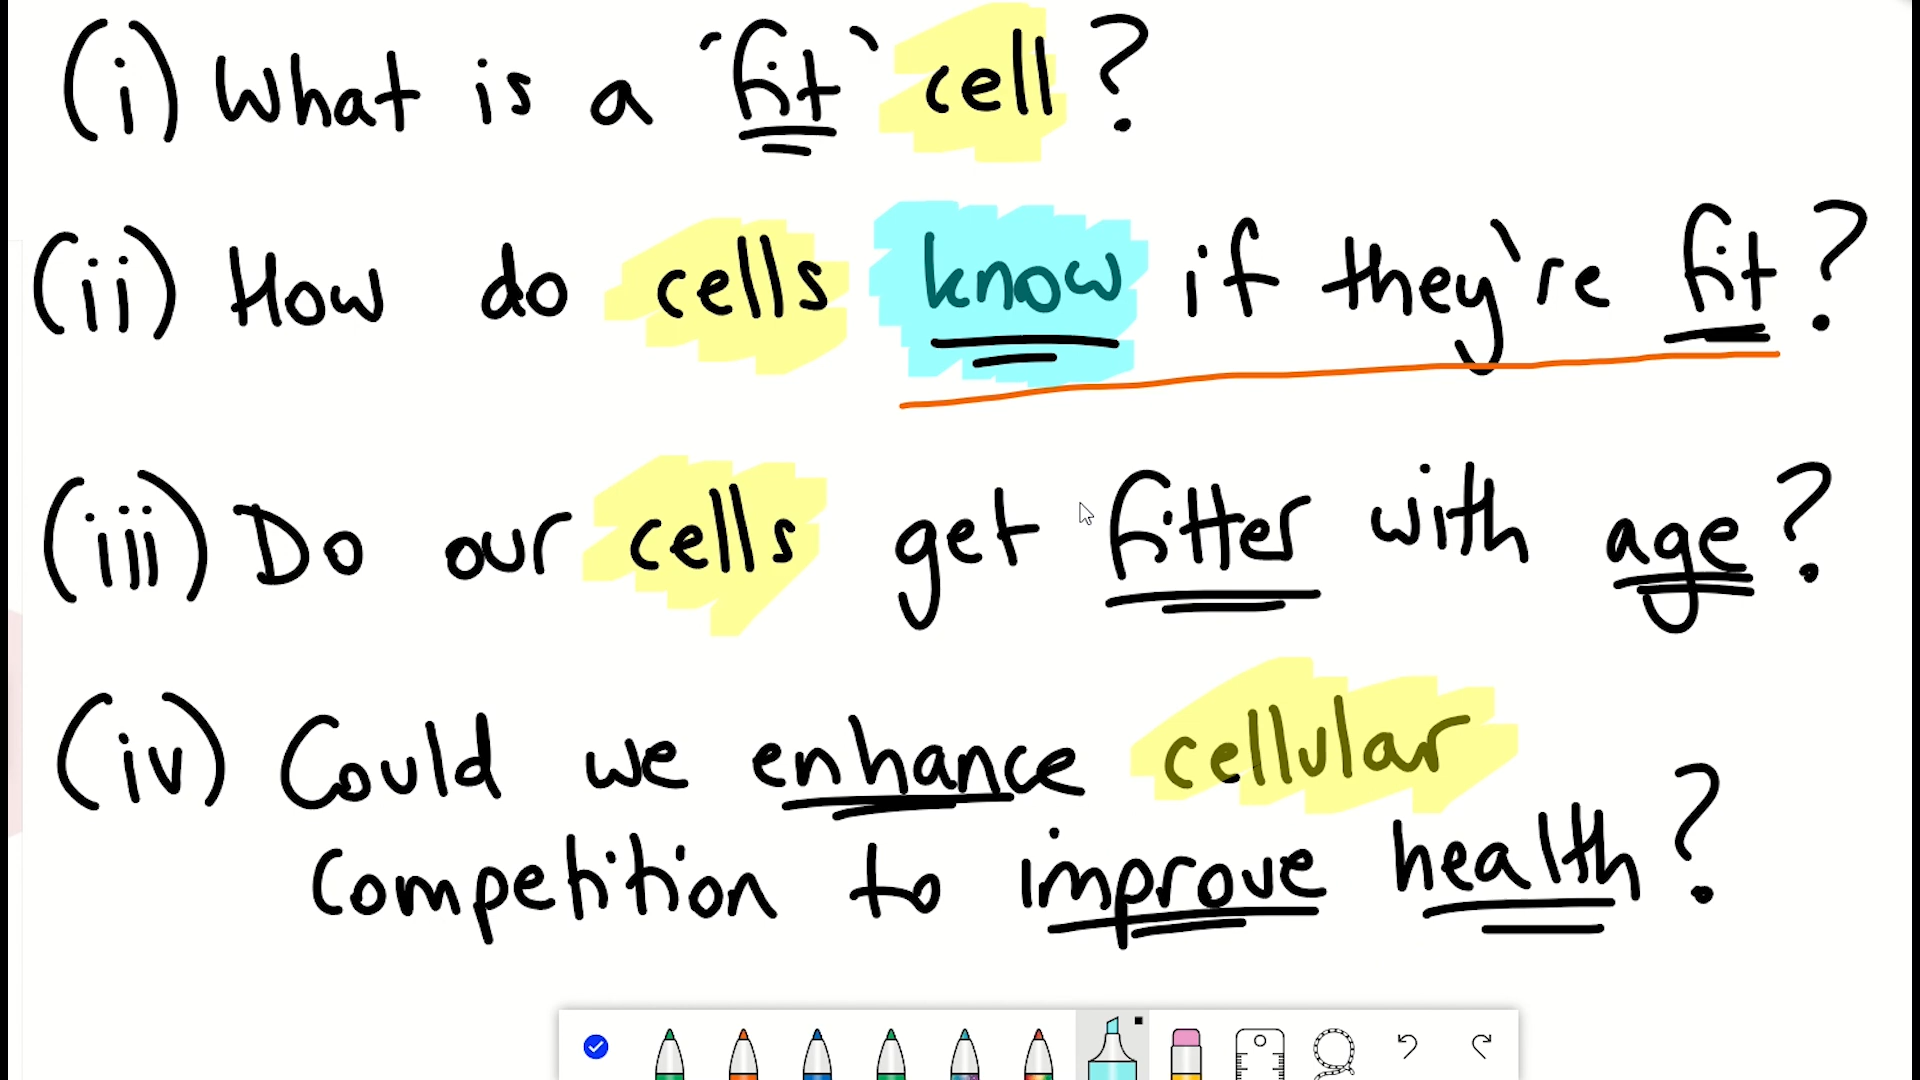 (i) What is a 'fit' cell?
(ii) How do cells know if they're fit?
(iii) Do our cells get fitter with age?
(iv) Could we enhance cellular
competition to improve health?